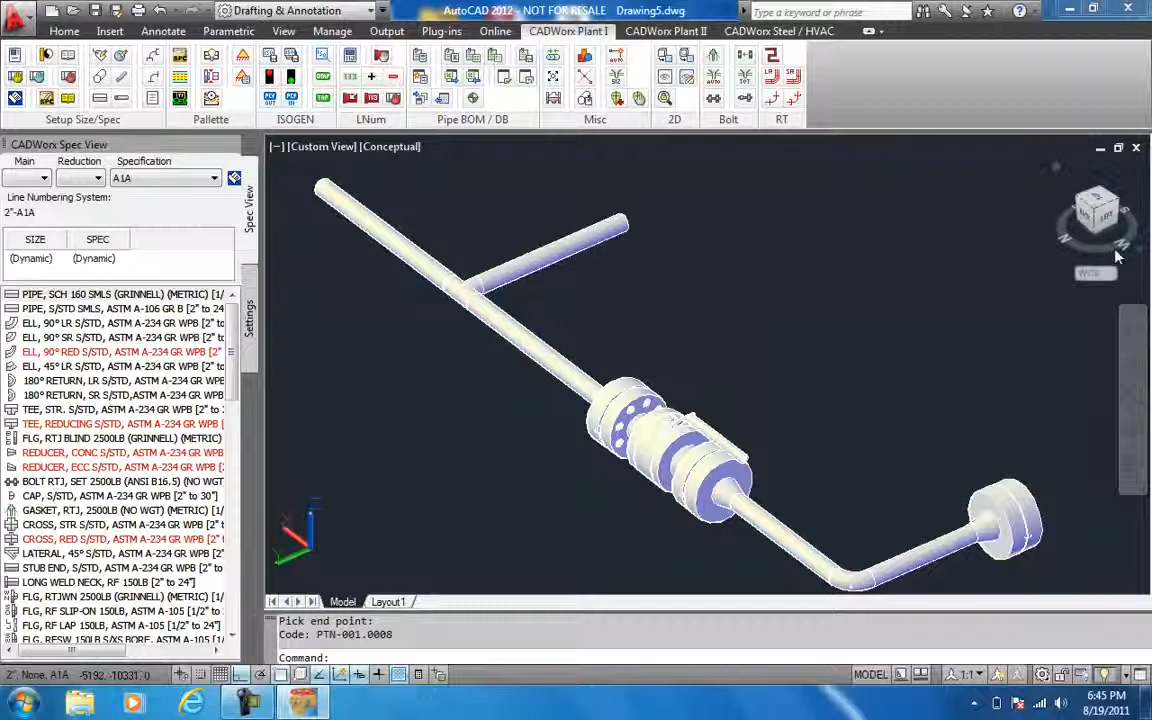 Drafting & Annotation
AutoCAD 2012 - NOT FOR RESALE Drawing5.dwg
Type a keyword or phrase
Home Insert Annotate Parametric View Manage Output Plug-ins Online CADWorx Plant I CADWorx Plant II CADWorx Steel / HVAC
Setup Size/Spec Pallette ISOGEN LNum Pipe BOM / DB Misc 2D Bolt RT
CADWorx Spec View
Main Reduction Specification
A1A
Line Numbering System:
2"-A1A
SIZE SPEC
(Dynamic) (Dynamic)
Spec View
Settings
PIPE, SCH 160 SMLS (GRINNELL) (METRIC) [1/
PIPE, S/STD SMLS, ASTM A-106 GR B [2" to 24
ELL, 90° LR S/STD, ASTM A-234 GR WPB [2" to
ELL, 90° SR S/STD, ASTM A-234 GR WPB [2" to
ELL, 90° RED S/STD, ASTM A-234 GR WPB [2"
ELL, 45° LR S/STD, ASTM A-234 GR WPB [2" to
180° RETURN, LR S/STD, ASTM A-234 GR WPB
180° RETURN, SR S/STD,ASTM A-234 GR WPB
TEE, STR. S/STD, ASTM A-234 GR WPB [2" to
TEE, REDUCING S/STD, ASTM A-234 GR WPB [
FLG, RTJ BLIND 2500LB (GRINNELL) (METRIC)
REDUCER, CONC S/STD, ASTM A-234 GR WPB
REDUCER, ECC S/STD, ASTM A-234 GR WPB [
BOLT RTJ, SET 2500LB (ANSI B16.5) (NO WGT
CAP, S/STD, ASTM A-234 GR WPB [2" to 30"]
GASKET, RTJ, 2500LB (NO WGT) (METRIC) [1/
CROSS, STR S/STD, ASTM A-234 GR WPB [2"
CROSS, RED S/STD, ASTM A-234 GR WPB [2"
LATERAL, 45° S/STD, ASTM A-234 GR WPB [2"
STUB END, S/STD, ASTM A-234 GR WPB [2" to
LONG WELD NECK, RF 150LB [2" to 24"]
FLG, RTJWN 2500LB (GRINNELL) (METRIC) [1/
FLG, RF SLIP-ON 150LB, ASTM A-105 [1/2" to
FLG, RF LAP 150LB, ASTM A-105 [1/2" to 24"]
FLG, RFSW 150LB S/XS BORE, ASTM A-105 [1/
[−] [Custom View] [Conceptual]
WCS
Model Layout1
Pick end point:
Code: PTN-001.0008
Command:
2", None, A1A -5192, -10331, 0
MODEL
1:1
6:45 PM
8/19/2011